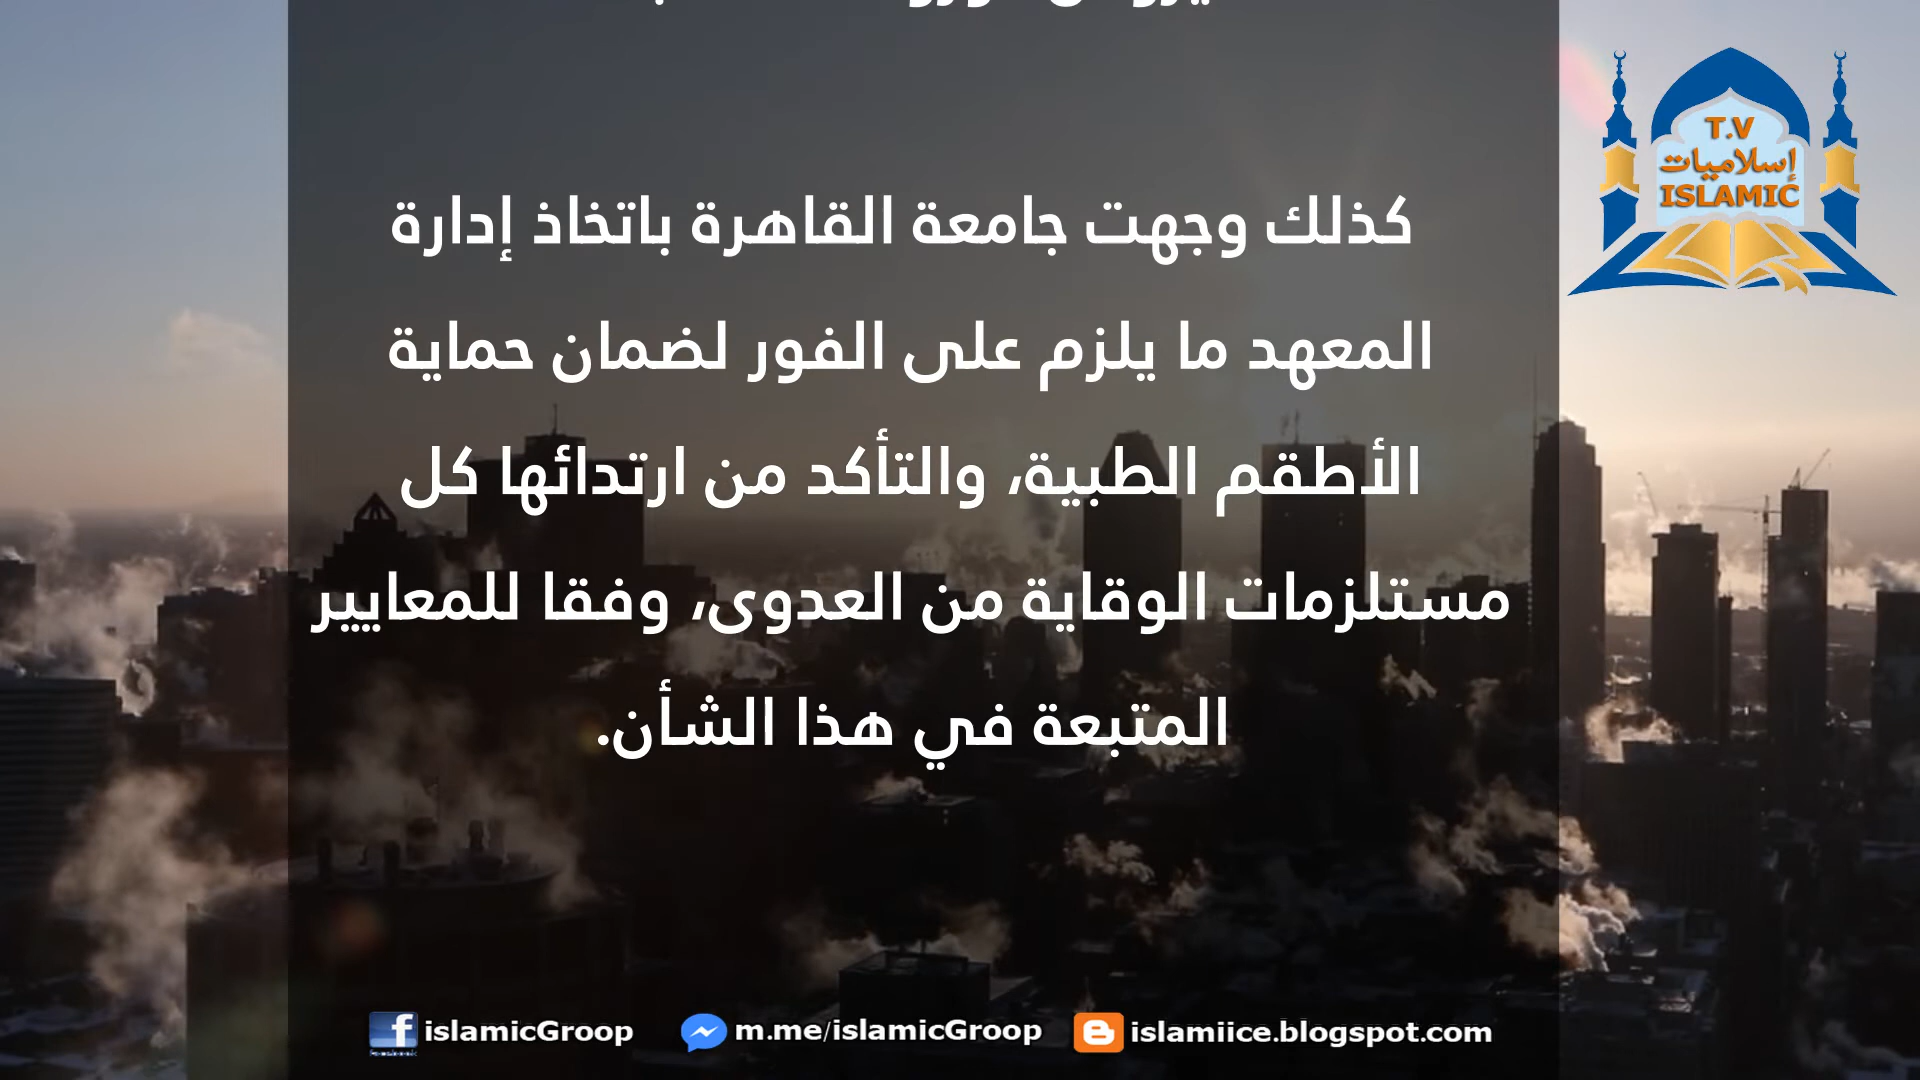 كذلك وجهت جامعة القاهرة باتخاذ إدارة
المعهد ما يلزم على الفور لضمان حماية
الأطقم الطبية، والتأكد من ارتدائها كل
مستلزمات الوقاية من العدوى، وفقا للمعايير
المتبعة في هذا الشأن.
T.V
إسلاميات
ISLAMIC
facebook
islamicGroop
m.me/islamicGroop
islamiice.blogspot.com